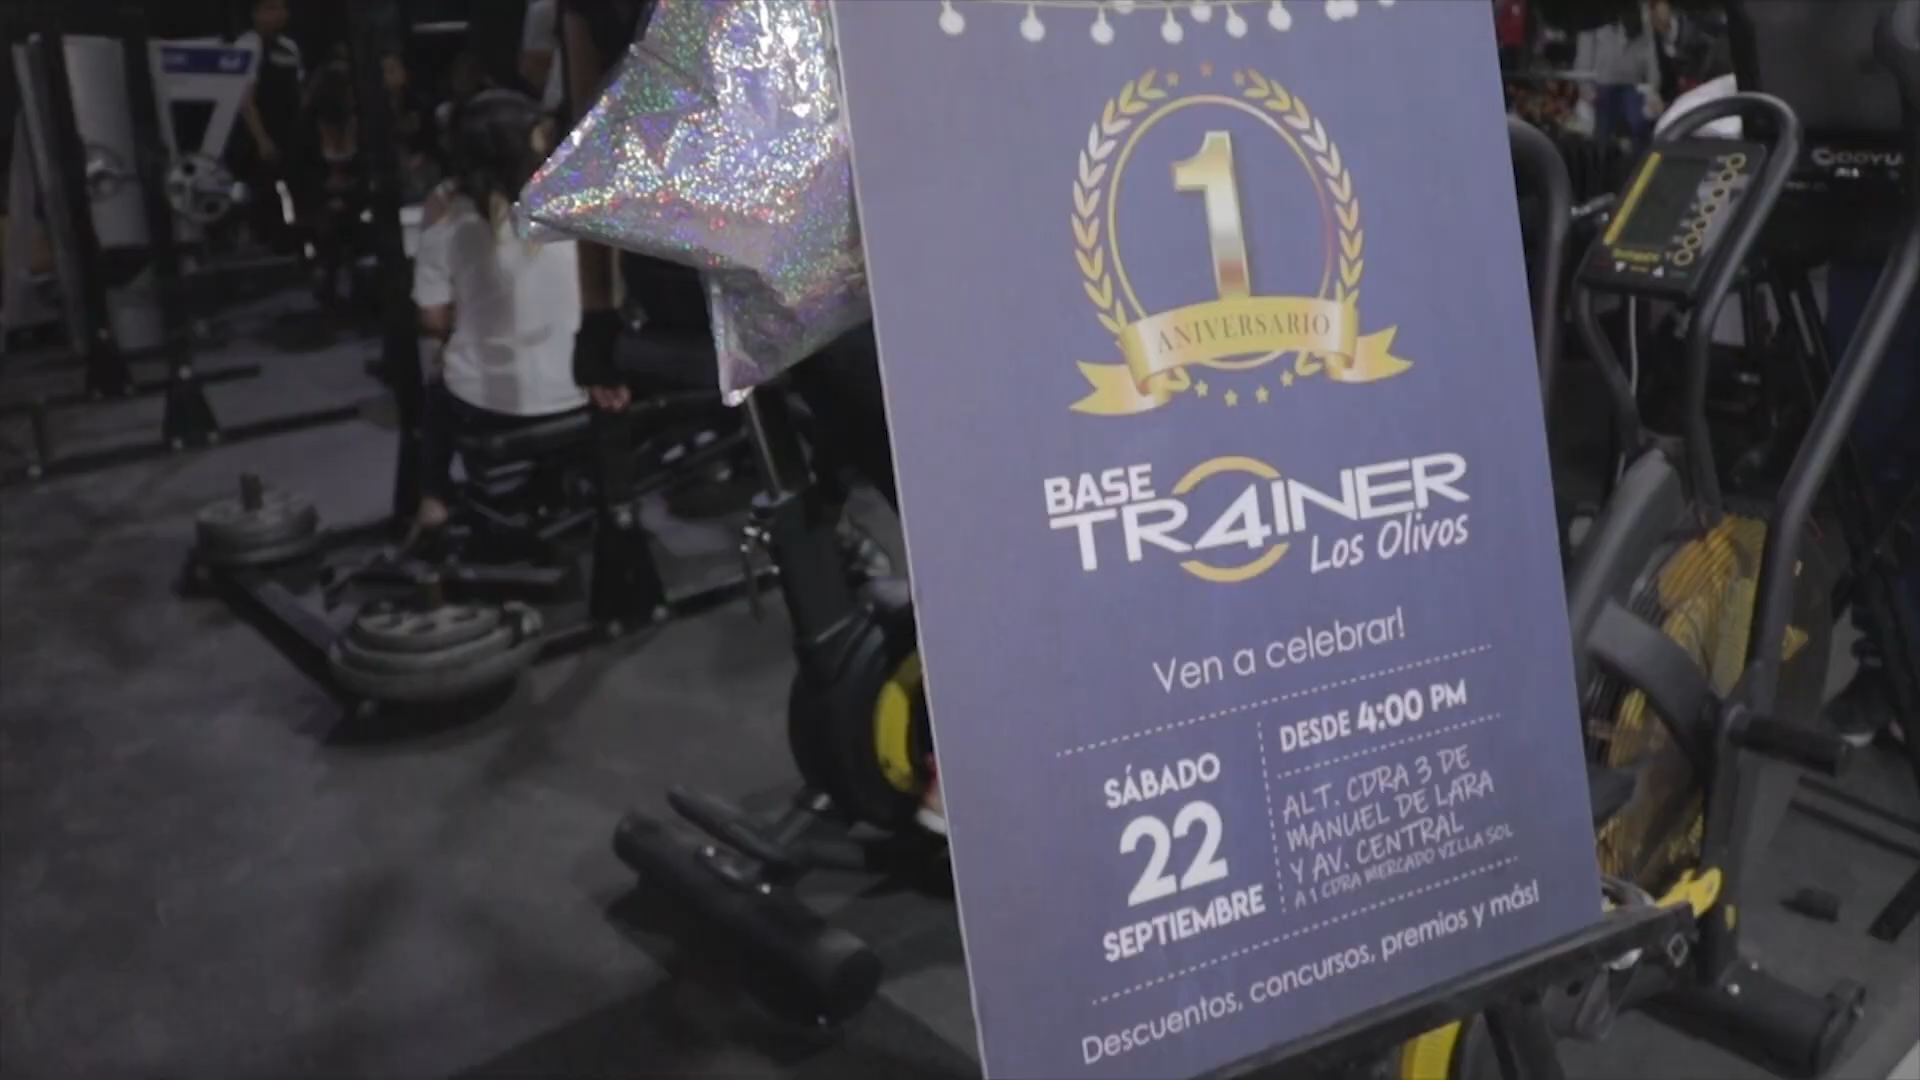 1
ANIVERSARIO
BASE
TR4INER
Los Olivos
Ven a celebrar!
SÁBADO
22
SEPTIEMBRE
DESDE 4:00 PM
ALT. CDRA 3 DE
MANUEL DE LARA
Y AV. CENTRAL
A 1 CDRA MERCADO VILLA SOL
Descuentos, concursos, premios y más!